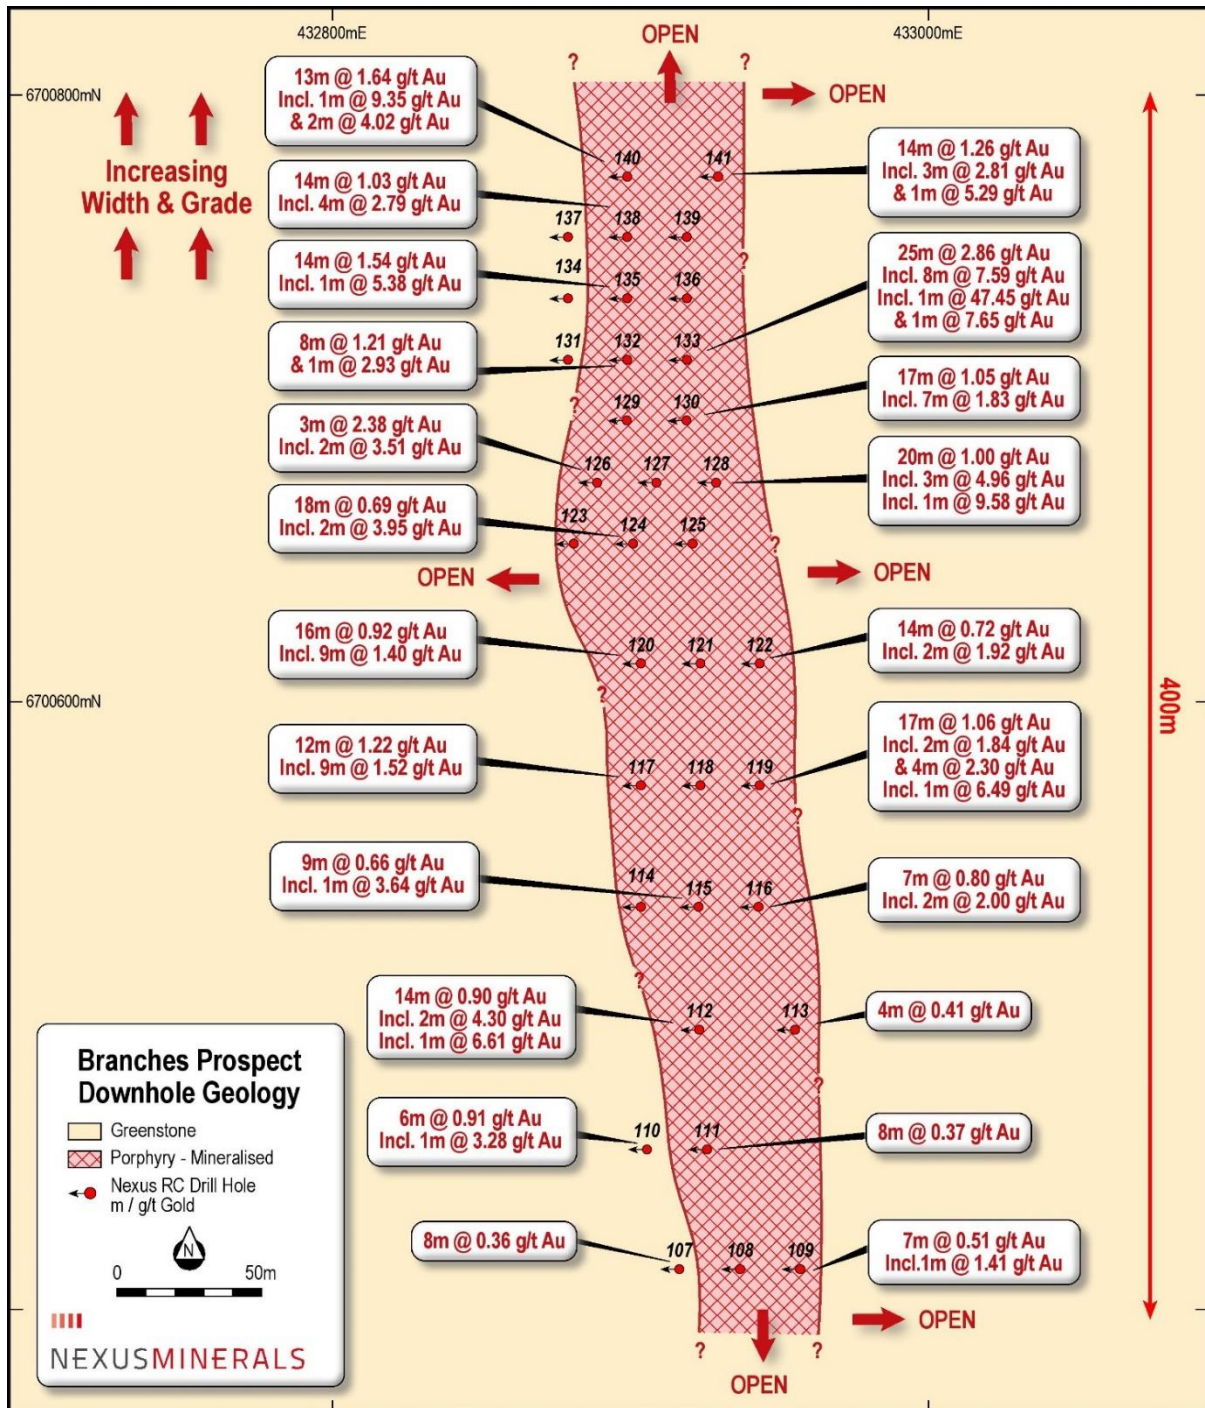 432800mE
OPEN
433000mE
?
?
6700800mN
OPEN
Increasing
Width & Grade
13m @ 1.64 g/t Au
Incl. 1m @ 9.35 g/t Au
& 2m @ 4.02 g/t Au
14m @ 1.26 g/t Au
Incl. 3m @ 2.81 g/t Au
& 1m @ 5.29 g/t Au
140
141
14m @ 1.03 g/t Au
Incl. 4m @ 2.79 g/t Au
137
138
139
14m @ 1.54 g/t Au
Incl. 1m @ 5.38 g/t Au
25m @ 2.86 g/t Au
Incl. 8m @ 7.59 g/t Au
Incl. 1m @ 47.45 g/t Au
& 1m @ 7.65 g/t Au
?
134
135
136
8m @ 1.21 g/t Au
& 1m @ 2.93 g/t Au
131
132
133
17m @ 1.05 g/t Au
Incl. 7m @ 1.83 g/t Au
?
129
130
3m @ 2.38 g/t Au
Incl. 2m @ 3.51 g/t Au
126
127
128
20m @ 1.00 g/t Au
Incl. 3m @ 4.96 g/t Au
Incl. 1m @ 9.58 g/t Au
18m @ 0.69 g/t Au
Incl. 2m @ 3.95 g/t Au
123
124
125
?
OPEN
OPEN
16m @ 0.92 g/t Au
Incl. 9m @ 1.40 g/t Au
120
121
122
14m @ 0.72 g/t Au
Incl. 2m @ 1.92 g/t Au
6700600mN
?
400m
12m @ 1.22 g/t Au
Incl. 9m @ 1.52 g/t Au
117
118
119
17m @ 1.06 g/t Au
Incl. 2m @ 1.84 g/t Au
& 4m @ 2.30 g/t Au
Incl. 1m @ 6.49 g/t Au
?
9m @ 0.66 g/t Au
Incl. 1m @ 3.64 g/t Au
114
115
116
7m @ 0.80 g/t Au
Incl. 2m @ 2.00 g/t Au
?
14m @ 0.90 g/t Au
Incl. 2m @ 4.30 g/t Au
Incl. 1m @ 6.61 g/t Au
112
113
4m @ 0.41 g/t Au
?
6m @ 0.91 g/t Au
Incl. 1m @ 3.28 g/t Au
110
111
8m @ 0.37 g/t Au
8m @ 0.36 g/t Au
107
108
109
7m @ 0.51 g/t Au
Incl.1m @ 1.41 g/t Au
OPEN
?
?
OPEN
Branches Prospect
Downhole Geology
Greenstone
Porphyry - Mineralised
Nexus RC Drill Hole
m / g/t Gold
N
0
50m
NEXUSMINERALS